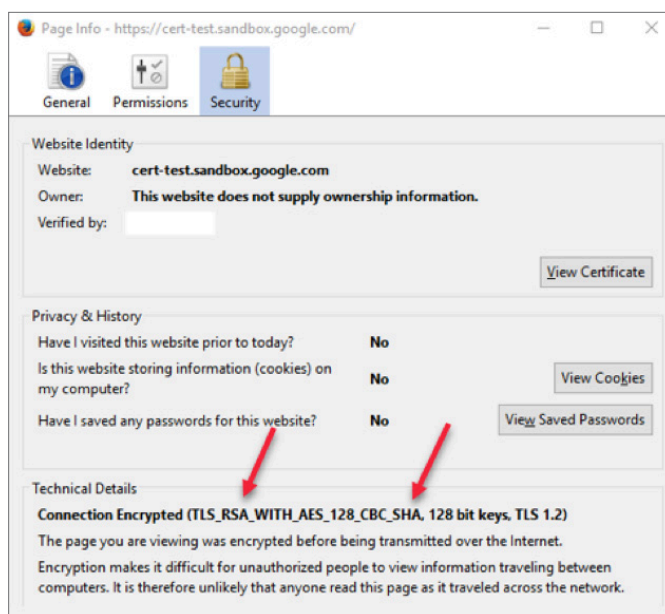 Page Info - https://cert-test.sandbox.google.com/
General Permissions Security
Website Identity
Website: cert-test.sandbox.google.com
Owner: This website does not supply ownership information.
Verified by:
View Certificate
Privacy & History
Have I visited this website prior to today? No
Is this website storing information (cookies) on
my computer? No View Cookies
Have I saved any passwords for this website? No View Saved Passwords
Technical Details
Connection Encrypted (TLS_RSA_WITH_AES_128_CBC_SHA, 128 bit keys, TLS 1.2)
The page you are viewing was encrypted before being transmitted over the Internet.
Encryption makes it difficult for unauthorized people to view information traveling between
computers. It is therefore unlikely that anyone read this page as it traveled across the network.